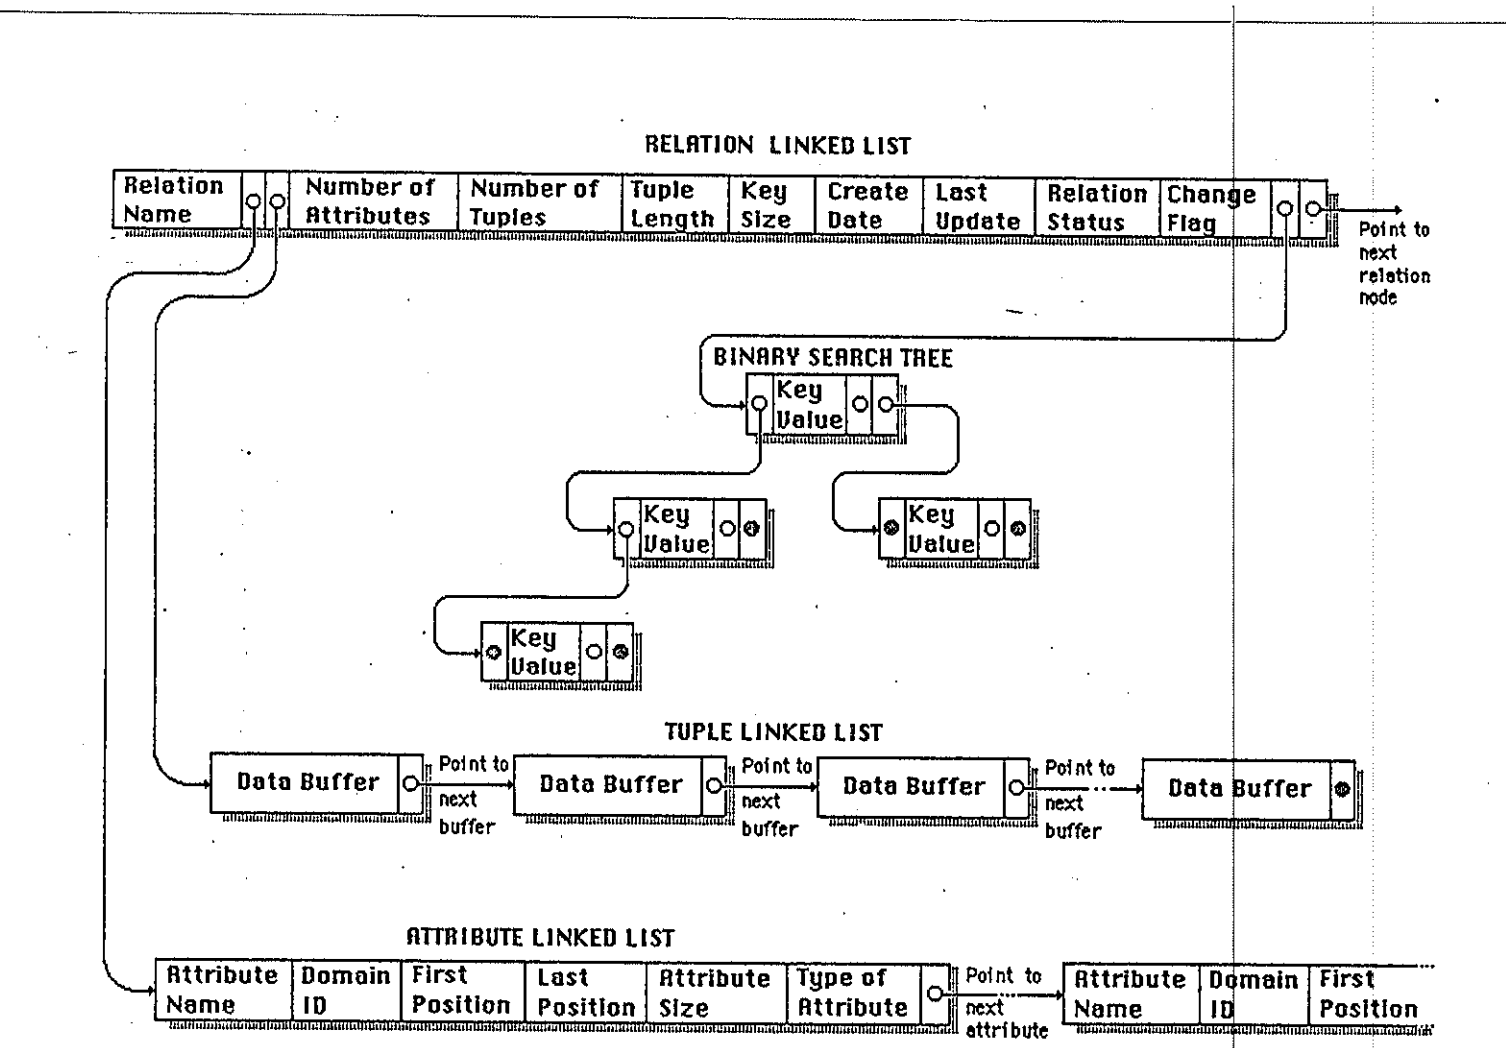 RELATION LINKED LIST
Relation Name
Number of Attributes
Number of Tuples
Tuple Length
Key Size
Create Date
Last Update
Relation Status
Change Flag
Point to
next
relation
node
BINARY SEARCH TREE
Key
Value
Key
Value
Key
Value
Key
Value
TUPLE LINKED LIST
Data Buffer
Point to
next
buffer
Data Buffer
Point to
next
buffer
Data Buffer
Point to
next
buffer
Data Buffer
ATTRIBUTE LINKED LIST
Attribute Name
Domain ID
First Position
Last Position
Attribute Size
Type of Attribute
Point to
next
attribute
Attribute Name
Domain ID
First Position